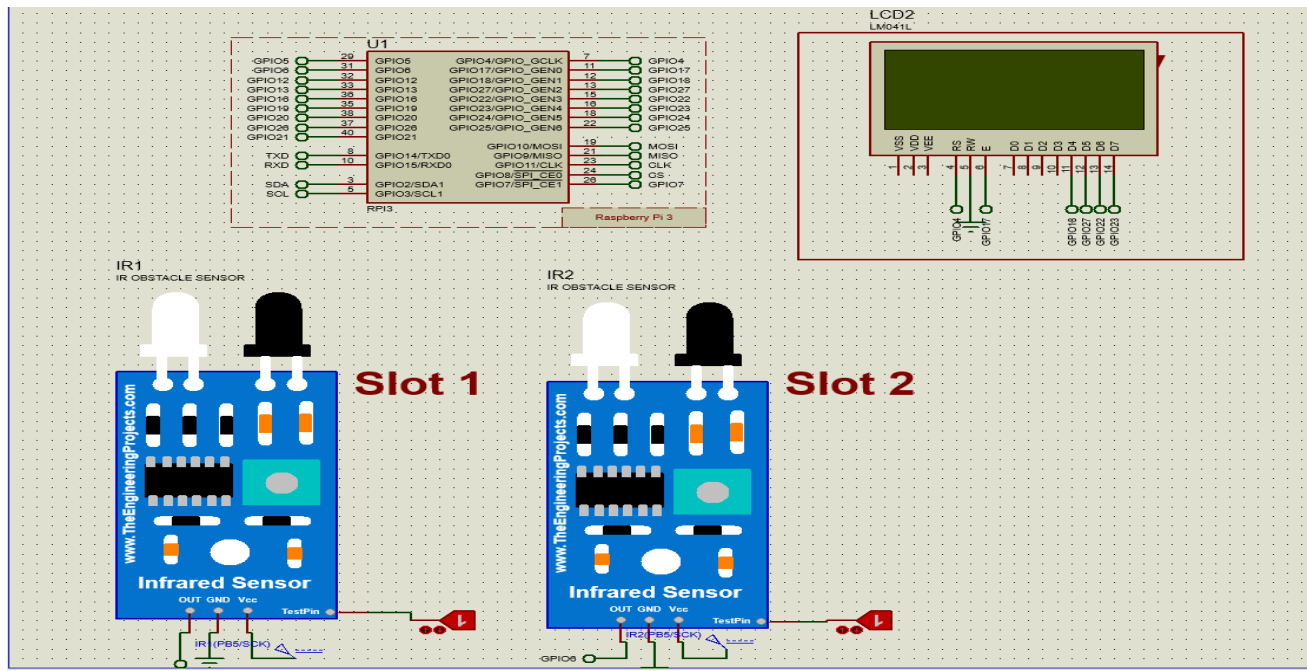 U1
GPIO5 29 GPIO5 GPIO4/GPIO_GCLK 7 GPIO4
GPIO6 31 GPIO6 GPIO17/GPIO_GEN0 11 GPIO17
GPIO12 32 GPIO12 GPIO18/GPIO_GEN1 12 GPIO18
GPIO13 33 GPIO13 GPIO27/GPIO_GEN2 13 GPIO27
GPIO16 36 GPIO16 GPIO22/GPIO_GEN3 15 GPIO22
GPIO19 35 GPIO19 GPIO23/GPIO_GEN4 16 GPIO23
GPIO20 38 GPIO20 GPIO24/GPIO_GEN5 18 GPIO24
GPIO26 37 GPIO26 GPIO25/GPIO_GEN6 22 GPIO25
GPIO21 40 GPIO21
GPIO10/MOSI 19 MOSI
TXD 8 GPIO14/TXD0 GPIO9/MISO 21 MISO
RXD 10 GPIO15/RXD0 GPIO11/CLK 23 CLK
GPIO8/SPI_CE0 24 CS
SDA 3 GPIO2/SDA1 GPIO7/SPI_CE1 26 GPIO7
SCL 5 GPIO3/SCL1
RPI3
Raspberry Pi 3
LCD2
LM041L
VSS VDD VEE RS RW E D0 D1 D2 D3 D4 D5 D6 D7
1 2 3 4 5 6 7 8 9 10 11 12 13 14
GPIO4 GPIO17 GPIO18 GPIO27 GPIO22 GPIO23
IR1
IR OBSTACLE SENSOR
Slot 1
www.TheEngineeringProjects.com
Infrared Sensor
OUT GND Vcc
TestPin
1
IR1(PB5/SCK)
IR2
IR OBSTACLE SENSOR
Slot 2
www.TheEngineeringProjects.com
Infrared Sensor
OUT GND Vcc
TestPin
1
IR2(PB5/SCK)
GPIO6